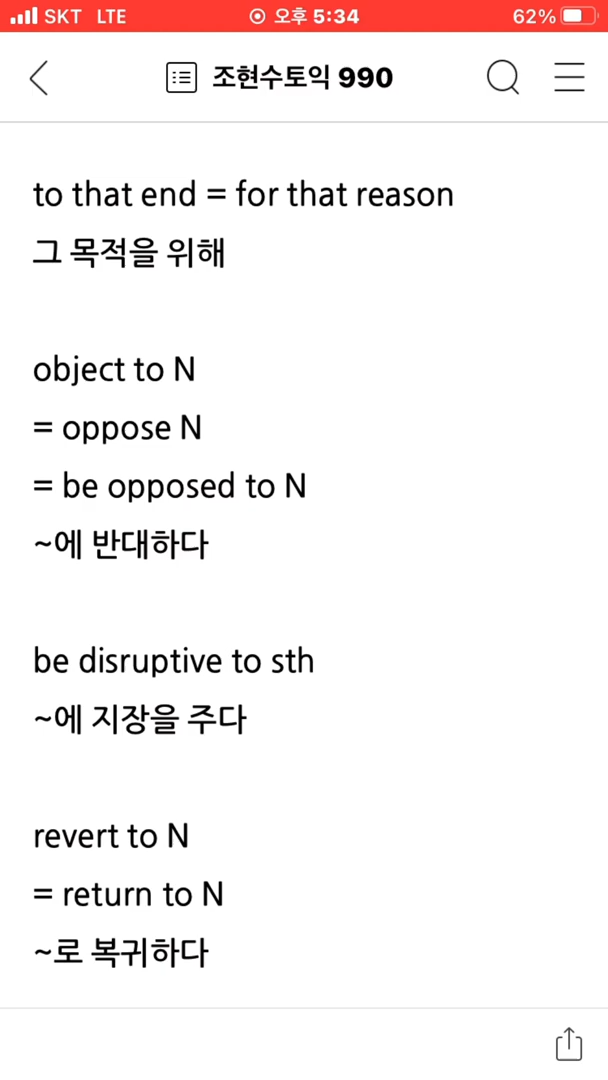 SKT LTE 오후 5:34 62%
조현수토익 990
to that end = for that reason
그 목적을 위해
object to N
= oppose N
= be opposed to N
~에 반대하다
be disruptive to sth
~에 지장을 주다
revert to N
= return to N
~로 복귀하다